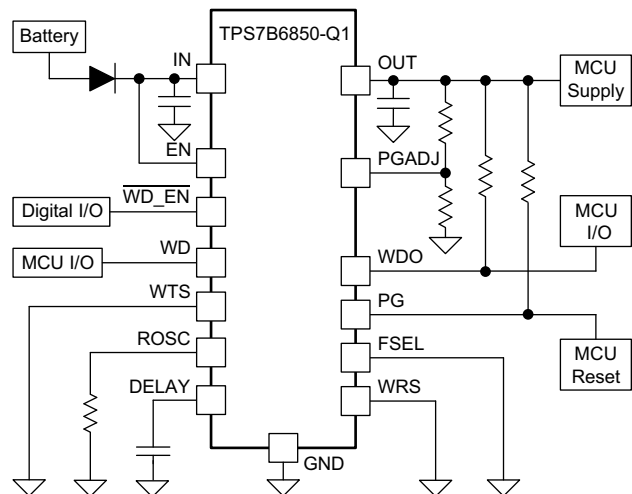 TPS7B6850-Q1
Battery
IN
OUT
MCU
Supply
EN
PGADJ
WD_EN
Digital I/O
MCU
I/O
WD
MCU I/O
WDO
WTS
PG
ROSC
FSEL
MCU
Reset
DELAY
WRS
GND